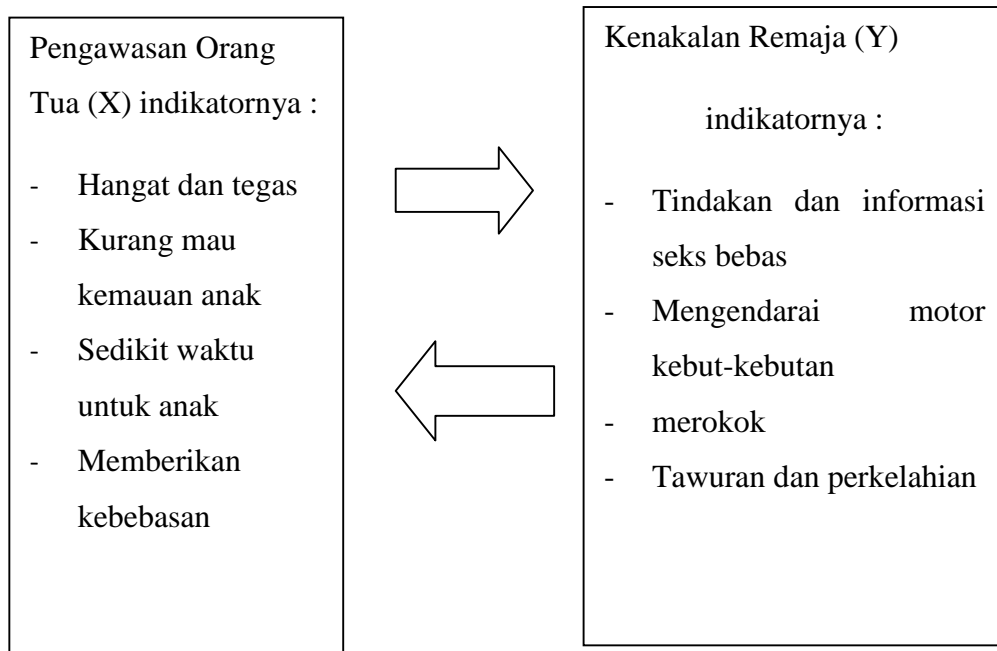 Pengawasan Orang
Tua (X) indikatornya :
- Hangat dan tegas
- Kurang mau
kemauan anak
- Sedikit waktu
untuk anak
- Memberikan
kebebasan
Kenakalan Remaja (Y)
indikatornya :
- Tindakan dan informasi
seks bebas
- Mengendarai motor
kebut-kebutan
- merokok
- Tawuran dan perkelahian